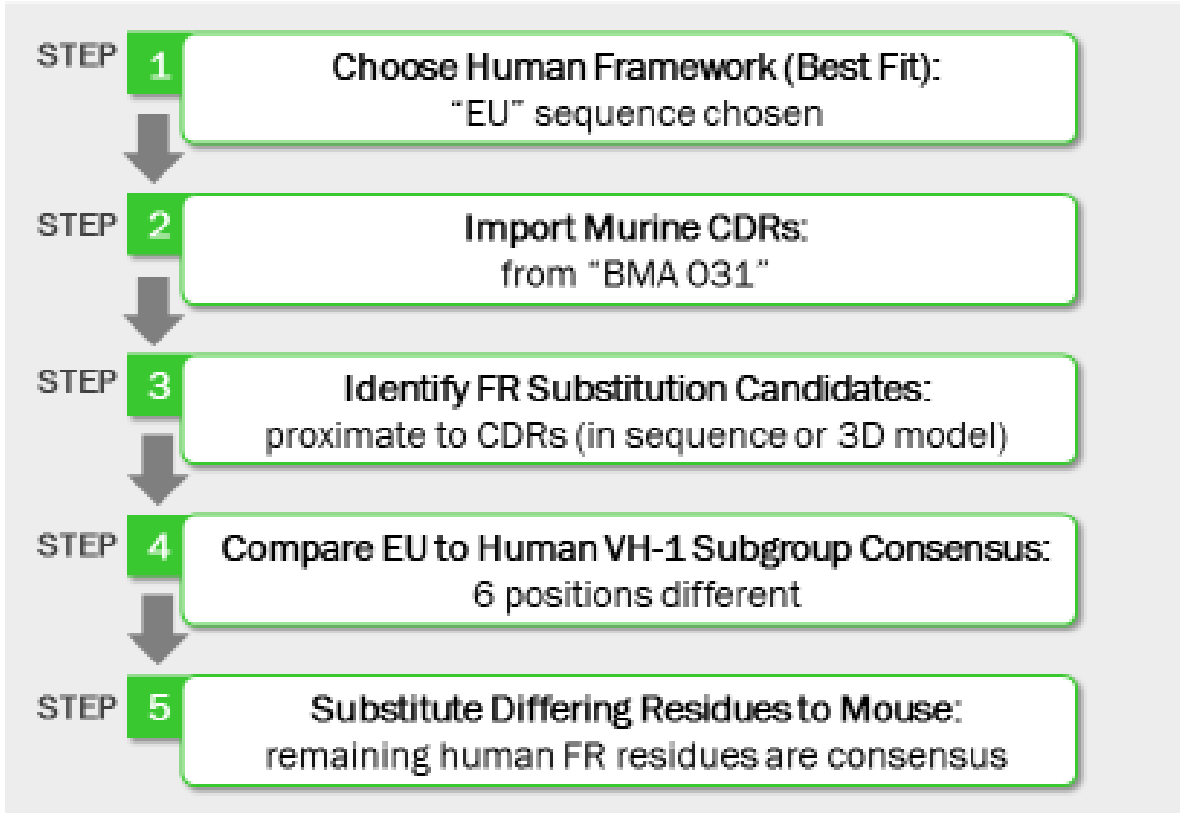 STEP 1 Choose Human Framework (Best Fit):
"EU" sequence chosen
STEP 2 Import Murine CDRs:
from "BMA 031"
STEP 3 Identify FR Substitution Candidates:
proximate to CDRs (in sequence or 3D model)
STEP 4 Compare EU to Human VH-1 Subgroup Consensus:
6 positions different
STEP 5 Substitute Differing Residues to Mouse:
remaining human FR residues are consensus